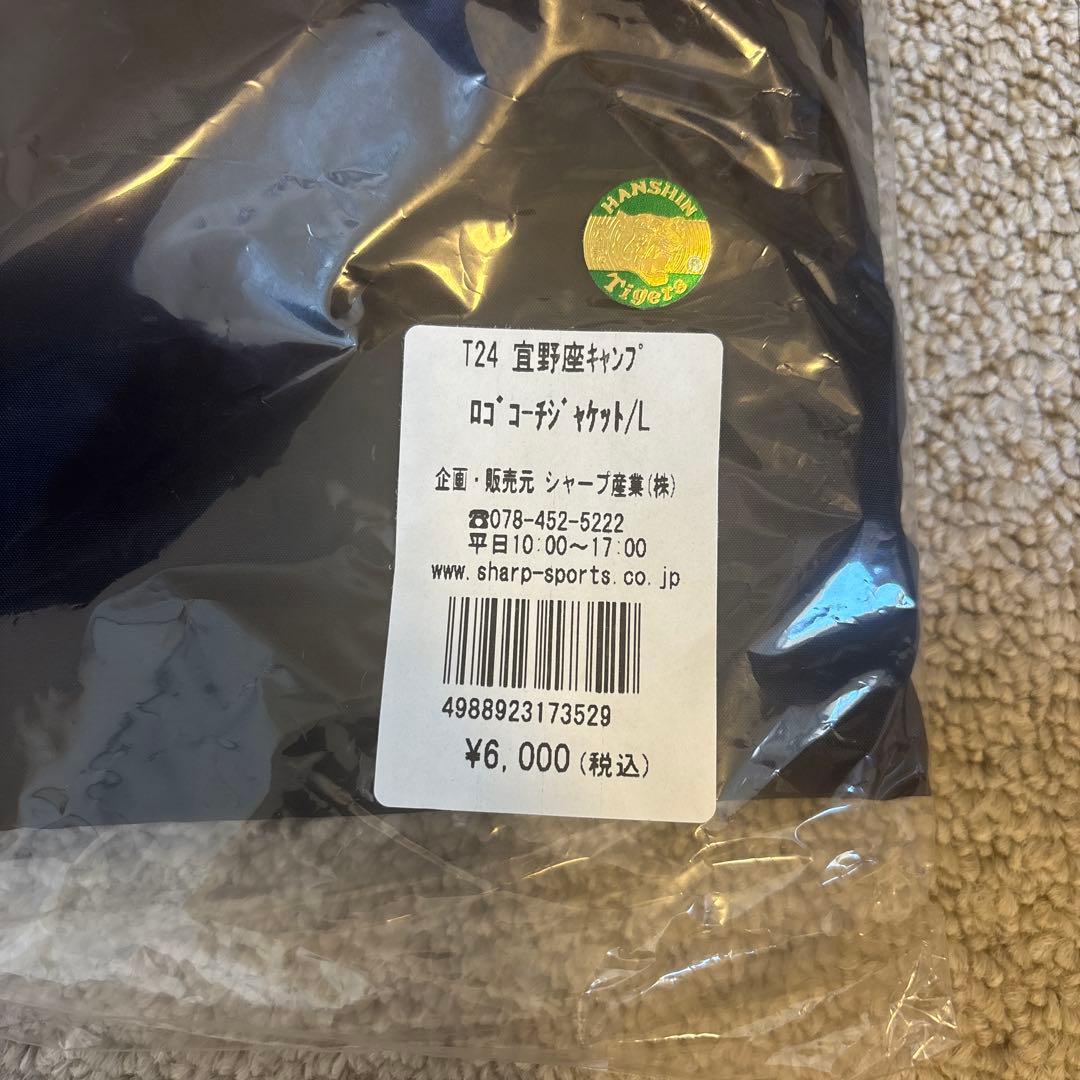 HANSHIN
Tigers
®
T24 宜野座ｷｬﾝﾌﾟ
ﾛｺﾞｺｰﾁｼﾞｬｹｯﾄ/L
企画・販売元 シャープ産業(株)
☎078-452-5222
平日10:00～17:00
www.sharp-sports.co.jp
4988923173529
¥6,000(税込)